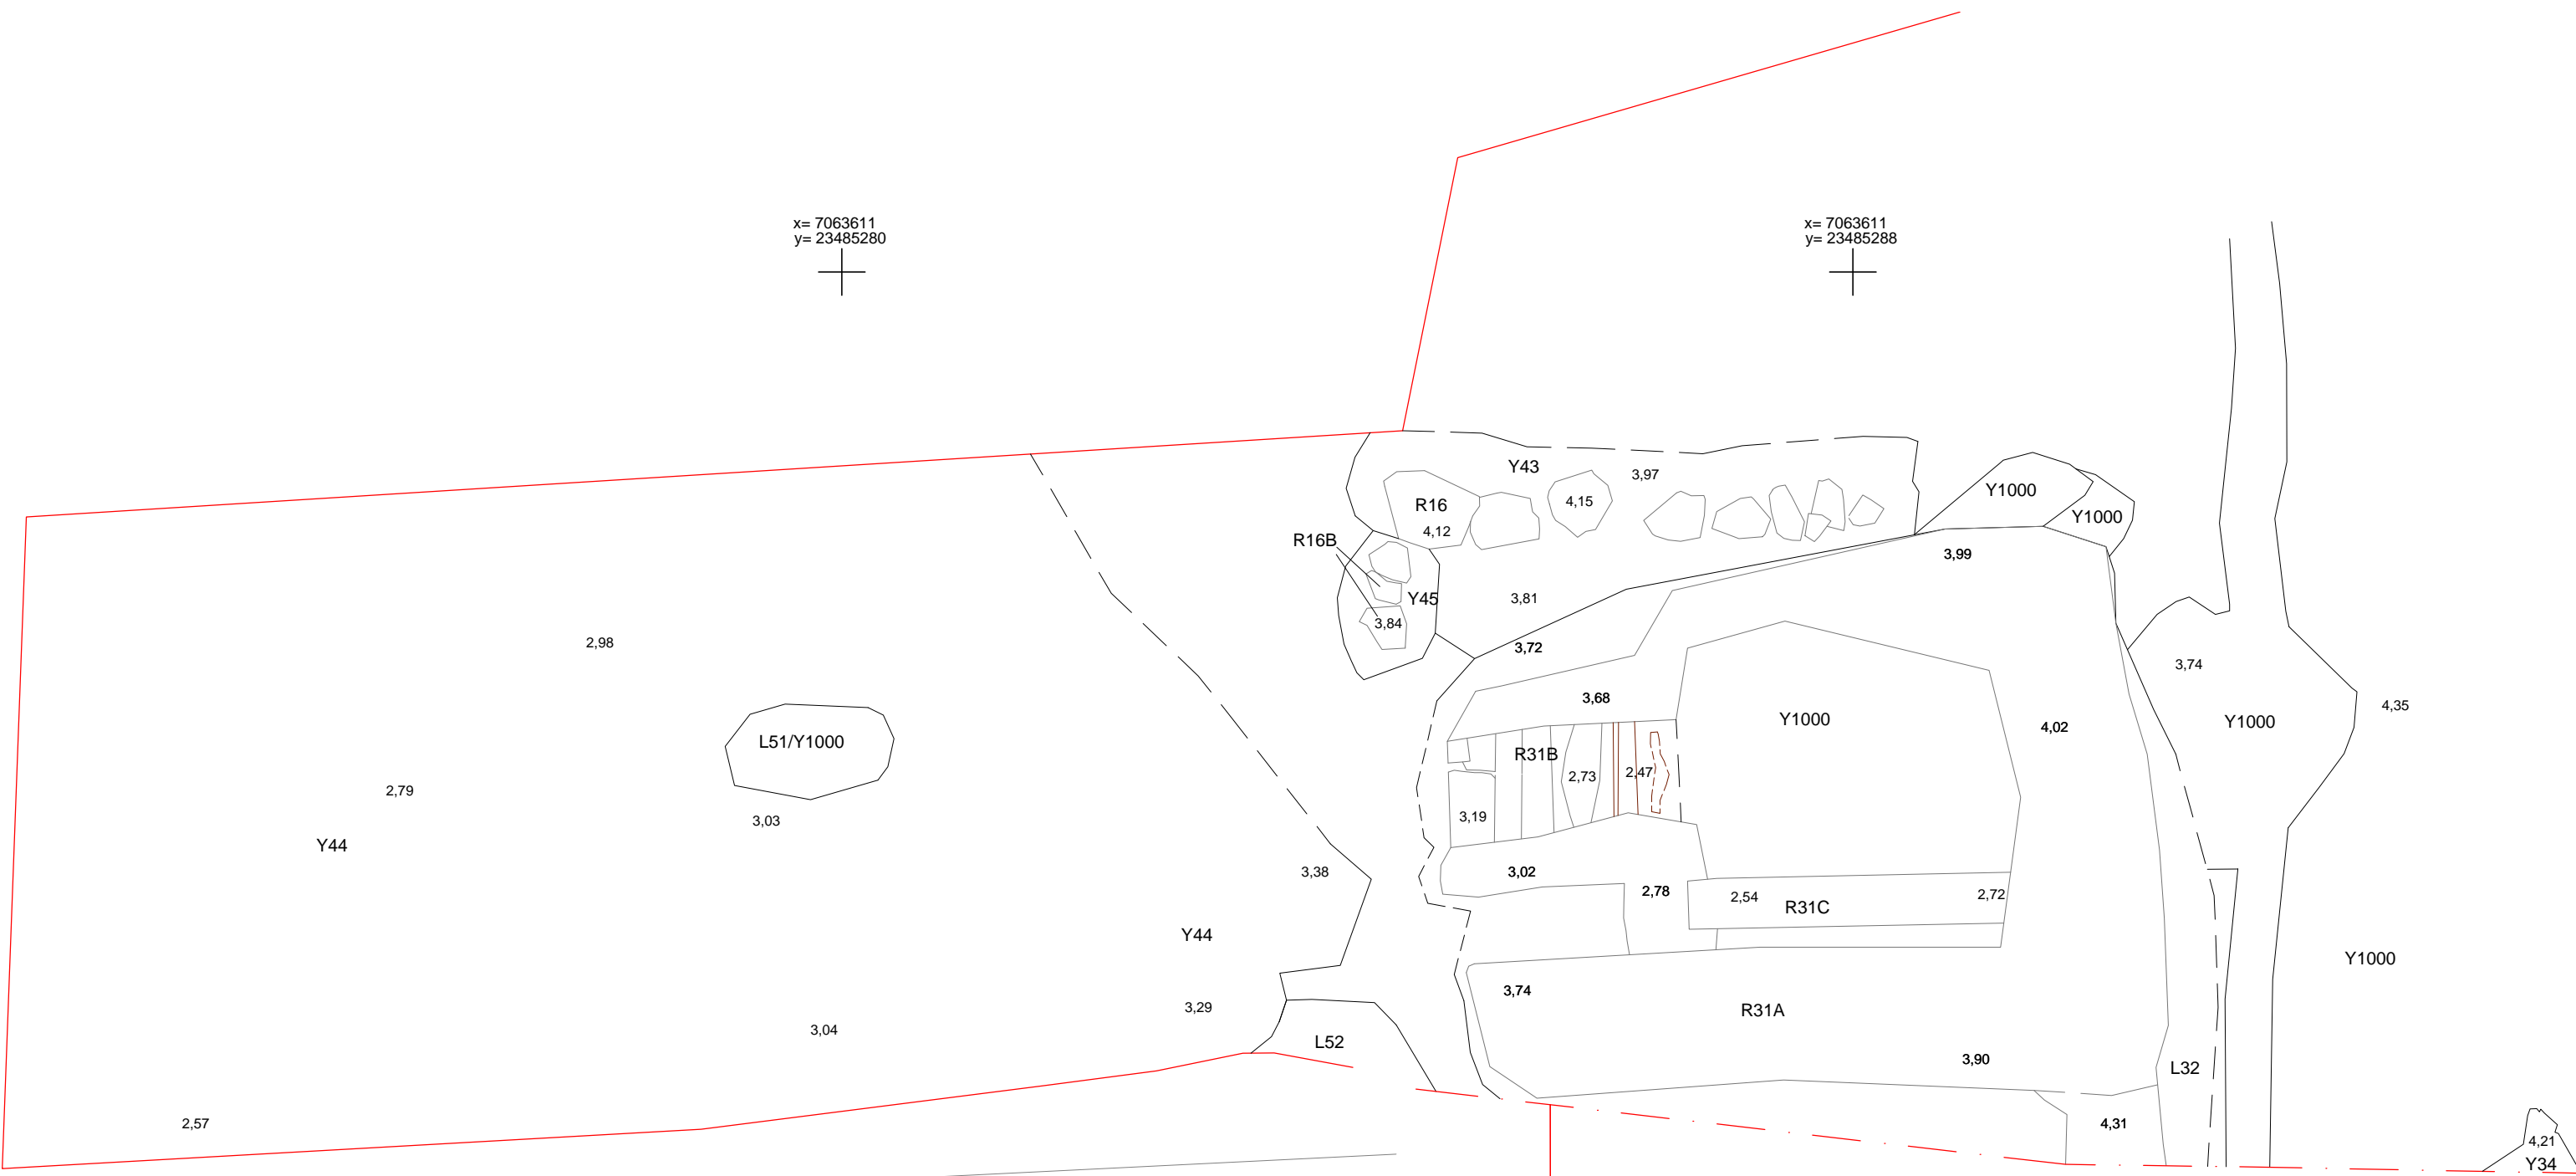 x= 7063611
y= 23485280
x= 7063611
y= 23485288
Y43
3,97
4,15
R16
4,12
R16B
Y45
3,84
3,81
3,72
3,68
Y1000
Y1000
3,99
4,02
Y1000
3,74
Y1000
4,35
Y1000
2,98
L51/Y1000
2,79
3,03
Y44
3,38
Y44
3,29
3,04
L52
2,57
R31B
2,73
2,47
3,19
3,02
2,78
2,54
R31C
2,72
3,74
R31A
3,90
L32
4,31
4,21
Y34